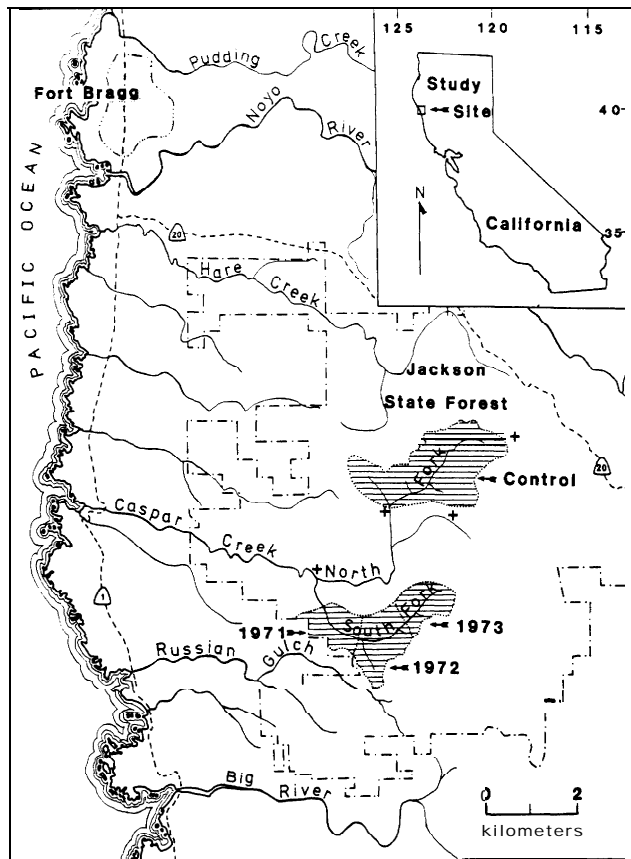 125
120
115
40
35
Study
Site
N
California
Pudding Creek
Fort Bragg
Noyo River
PACIFIC OCEAN
20
Hare Creek
Jackson
State Forest
20
Fork
Control
Caspar Creek
North
1971
South Fork
1973
1972
1
Russian Gulch
Big River
0 2
kilometers